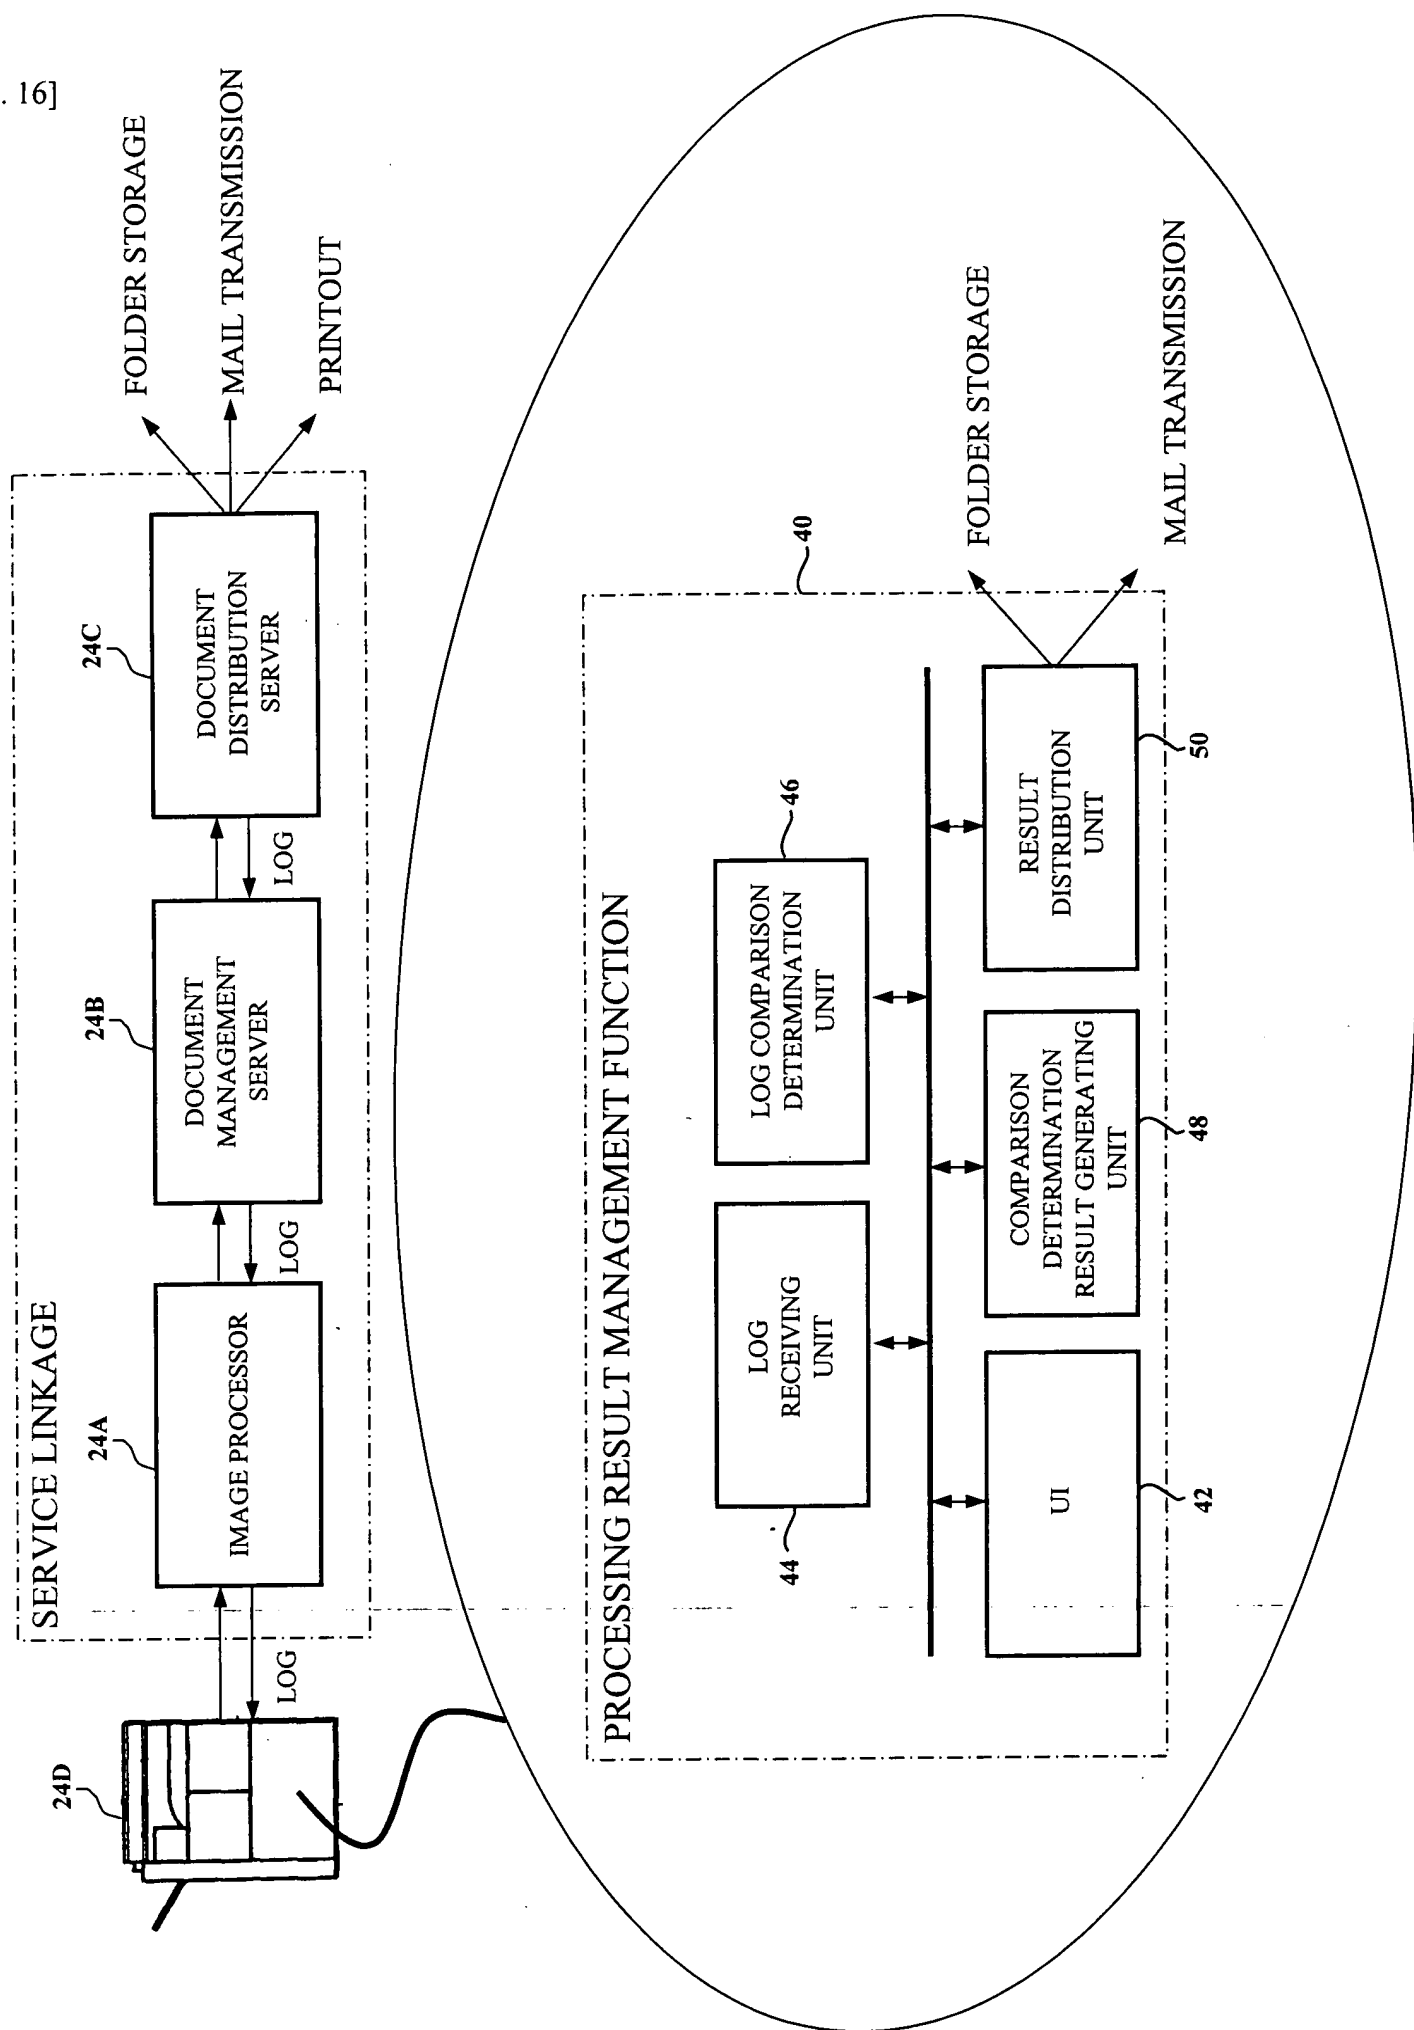 . 16]
SERVICE LINKAGE
24D
LOG
24A
IMAGE PROCESSOR
LOG
24B
DOCUMENT
MANAGEMENT
SERVER
LOG
24C
DOCUMENT
DISTRIBUTION
SERVER
FOLDER STORAGE
MAIL TRANSMISSION
PRINTOUT
PROCESSING RESULT MANAGEMENT FUNCTION
40
44
LOG
RECEIVING
UNIT
46
LOG COMPARISON
DETERMINATION
UNIT
UI
42
COMPARISON
DETERMINATION
RESULT GENERATING
UNIT
48
RESULT
DISTRIBUTION
UNIT
50
FOLDER STORAGE
MAIL TRANSMISSION